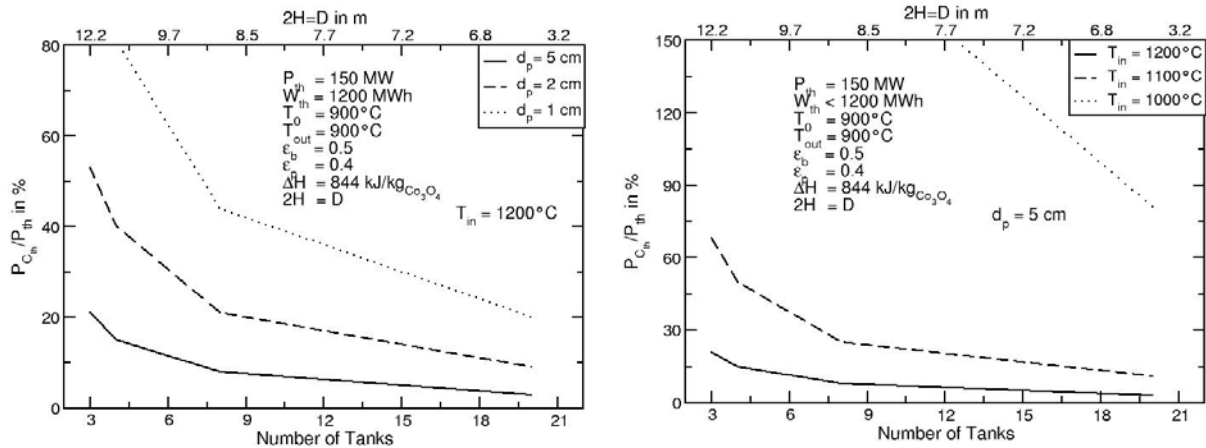 2H=D in m
12.2 9.7 8.5 7.7 7.2 6.8 3.2
80
60
40
20
0
P_C_th/P_th in %
d_p = 5 cm
d_p = 2 cm
d_p = 1 cm
P_th = 150 MW
W_th = 1200 MWh
T_0 = 900°C
T_out = 900°C
ε_b = 0.5
ε_p = 0.4
ΔH = 844 kJ/kg_Co_3O_4
2H = D
T_in = 1200°C
3 6 9 12 15 18 21
Number of Tanks
2H=D in m
12.2 9.7 8.5 7.7 7.2 6.8 3.2
150
120
90
60
30
0
P_C_th/P_th in %
T_in = 1200°C
T_in = 1100°C
T_in = 1000°C
P_th = 150 MW
W_th < 1200 MWh
T_0 = 900°C
T_out = 900°C
ε_b = 0.5
ε_p = 0.4
ΔH = 844 kJ/kg_Co_3O_4
2H = D
d_p = 5 cm
3 6 9 12 15 18 21
Number of Tanks